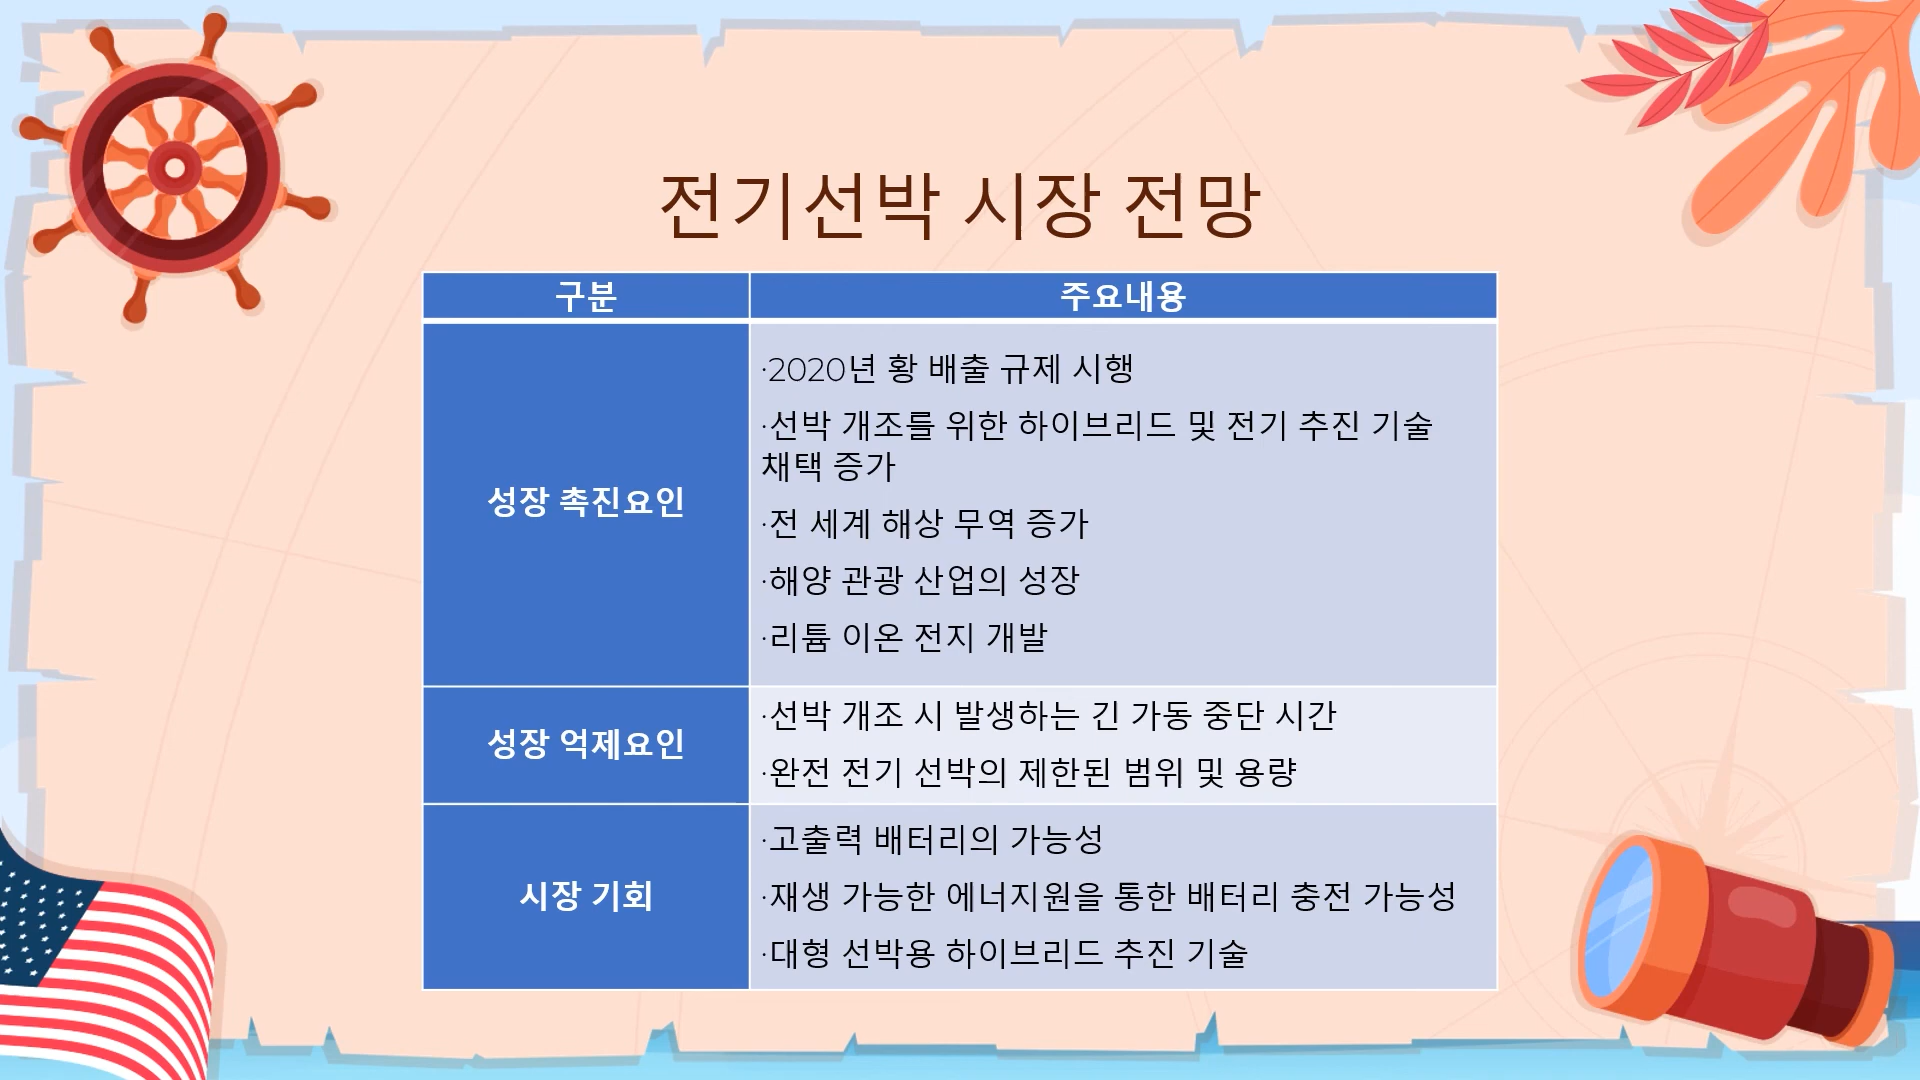 전기선박 시장 전망
구분
주요내용
성장 촉진요인
·2020년 황 배출 규제 시행
·선박 개조를 위한 하이브리드 및 전기 추진 기술
채택 증가
·전 세계 해상 무역 증가
·해양 관광 산업의 성장
·리튬 이온 전지 개발
성장 억제요인
·선박 개조 시 발생하는 긴 가동 중단 시간
·완전 전기 선박의 제한된 범위 및 용량
시장 기회
·고출력 배터리의 가능성
·재생 가능한 에너지원을 통한 배터리 충전 가능성
·대형 선박용 하이브리드 추진 기술